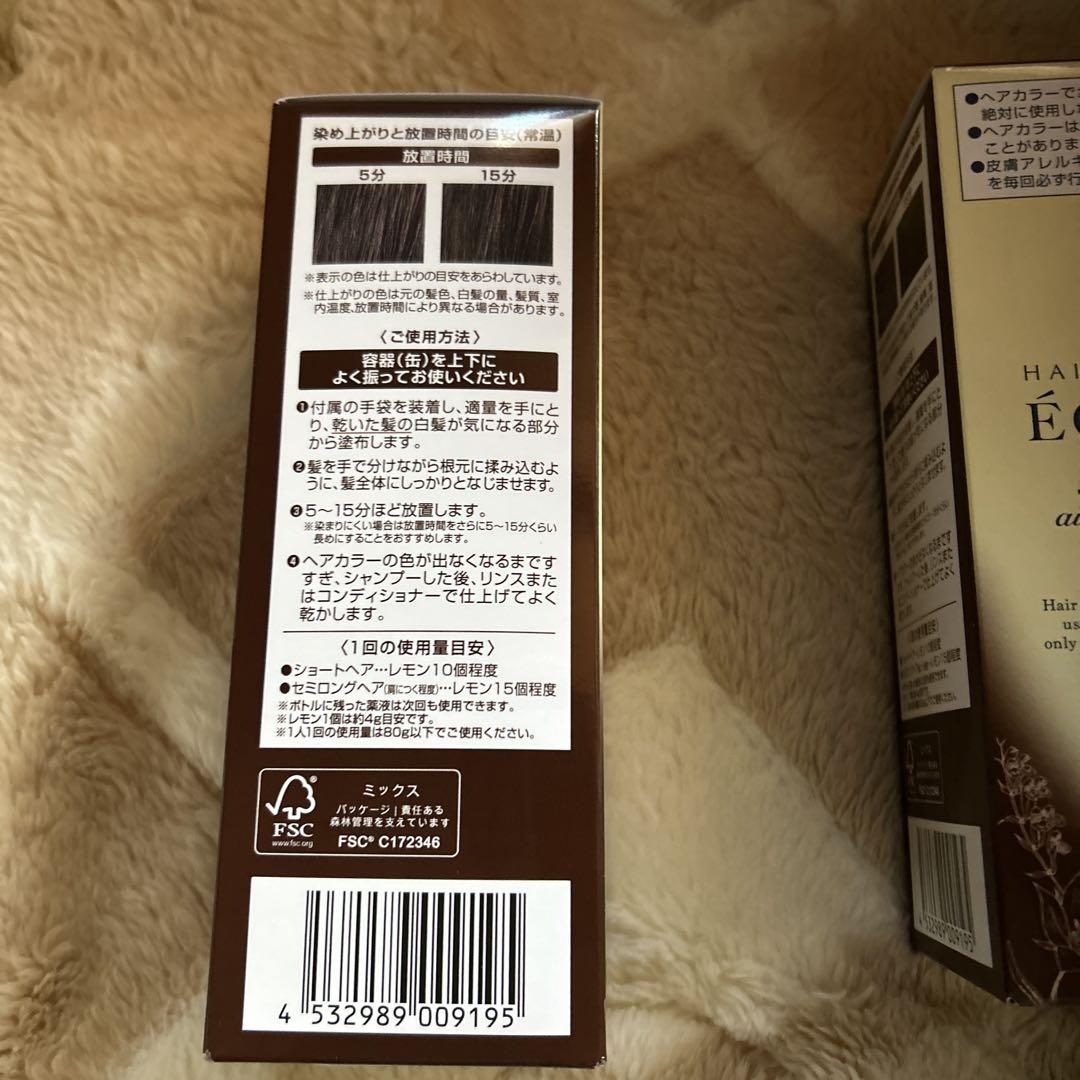 染め上がりと放置時間の目安(常温)
放置時間
5分 15分
※表示の色は仕上がりの目安をあらわしています。
※仕上がりの色は元の髪色、白髪の量、髪質、室
内温度、放置時間により異なる場合があります。
〈ご使用方法〉
容器(缶)を上下に
よく振ってお使いください
❶付属の手袋を装着し、適量を手にと
り、乾いた髪の白髪が気になる部分
から塗布します。
❷髪を手で分けながら根元に揉み込むよ
うに、髪全体にしっかりとなじませます。
❸5〜15分ほど放置します。
※染まりにくい場合は放置時間をさらに5〜15分くらい
長めにすることをおすすめします。
❹ヘアカラーの色が出なくなるまです
すぎ、シャンプーした後、リンスまた
はコンディショナーで仕上げてよく
乾かします。
〈1回の使用量目安〉
●ショートヘア…レモン10個程度
●セミロングヘア(肩につく程度)…レモン15個程度
※ボトルに残った薬液は次回も使用できます。
※レモン1個は約4g目安です。
※1人1回の使用量は80g以下でご使用ください。
FSC
www.fsc.org
ミックス
パッケージ|責任ある
森林管理を支えています
FSC® C172346
4 532989 009195
●ヘアカラーで
絶対に使用し
●ヘアカラーは
ことがありま
●皮膚アレルギ
を毎回必ず行
HAI
É
au
Hair
us
only
4 532989 009195